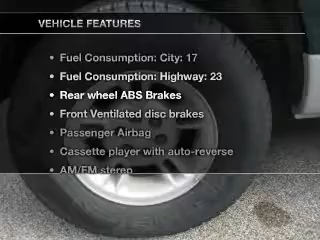 VEHICLE FEATURES
• Fuel Consumption: City: 17
• Fuel Consumption: Highway: 23
• Rear wheel ABS Brakes
• Front Ventilated disc brakes
• Passenger Airbag
• Cassette player with auto-reverse
• AM/FM stereo